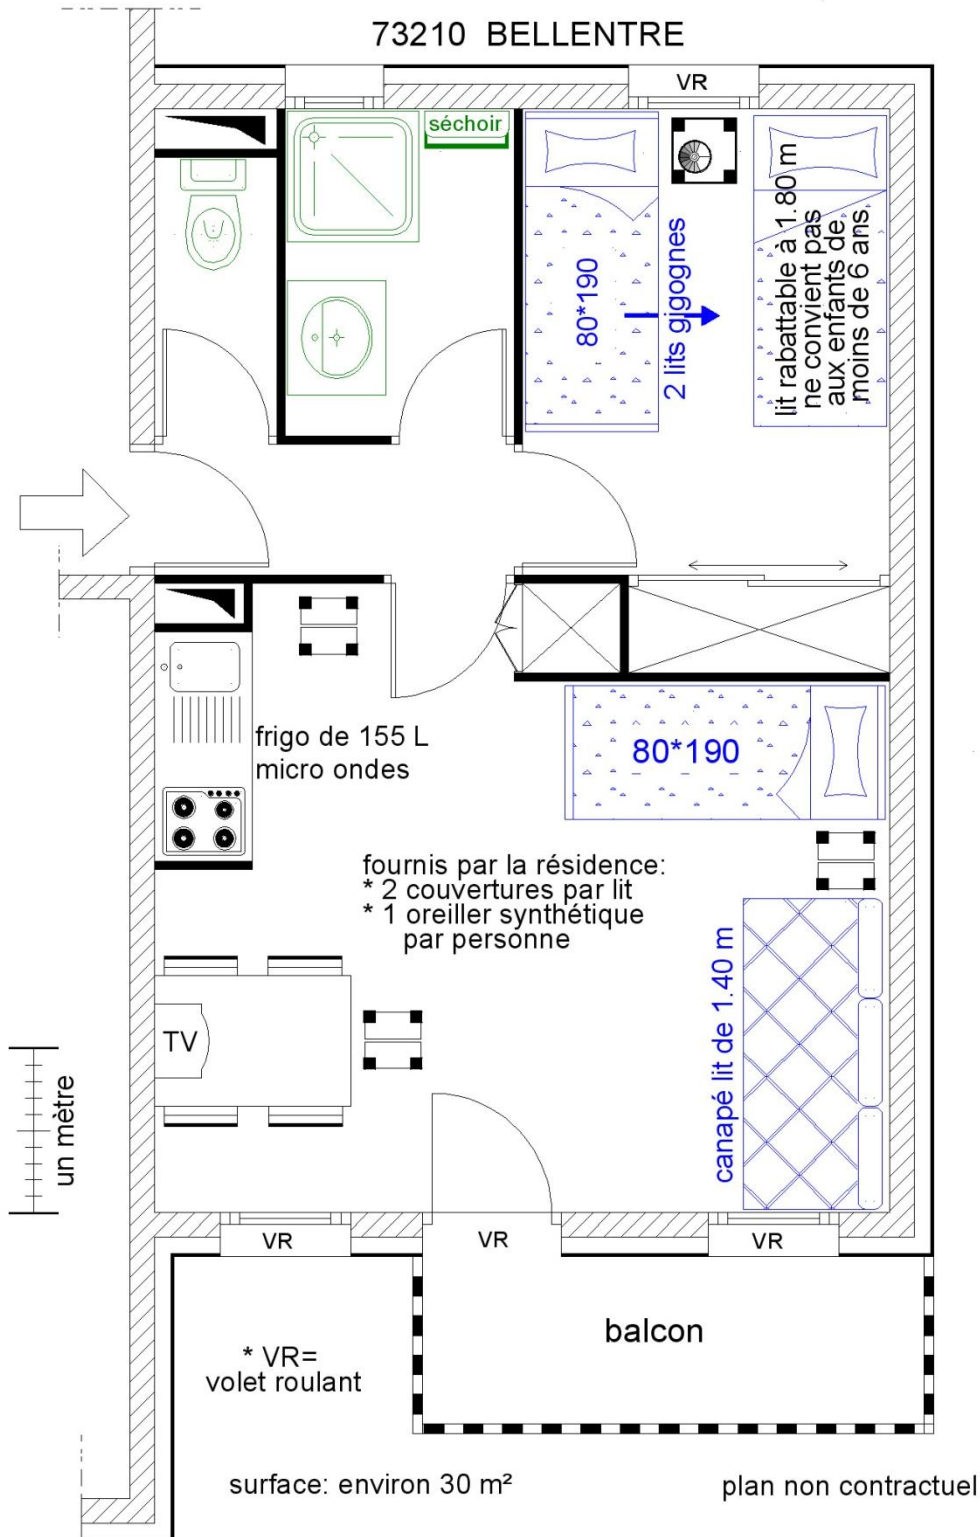 73210 BELLENTRE
VR
séchoir
80*190
2 lits gigognes
lit rabattable à 1.80 m
ne convient pas
aux enfants de
moins de 6 ans
80*190
frigo de 155 L
micro ondes
fournis par la résidence:
* 2 couvertures par lit
* 1 oreiller synthétique
par personne
canapé lit de 1.40 m
TV
un mètre
VR
VR
VR
balcon
* VR=
volet roulant
surface: environ 30 m²
plan non contractuel